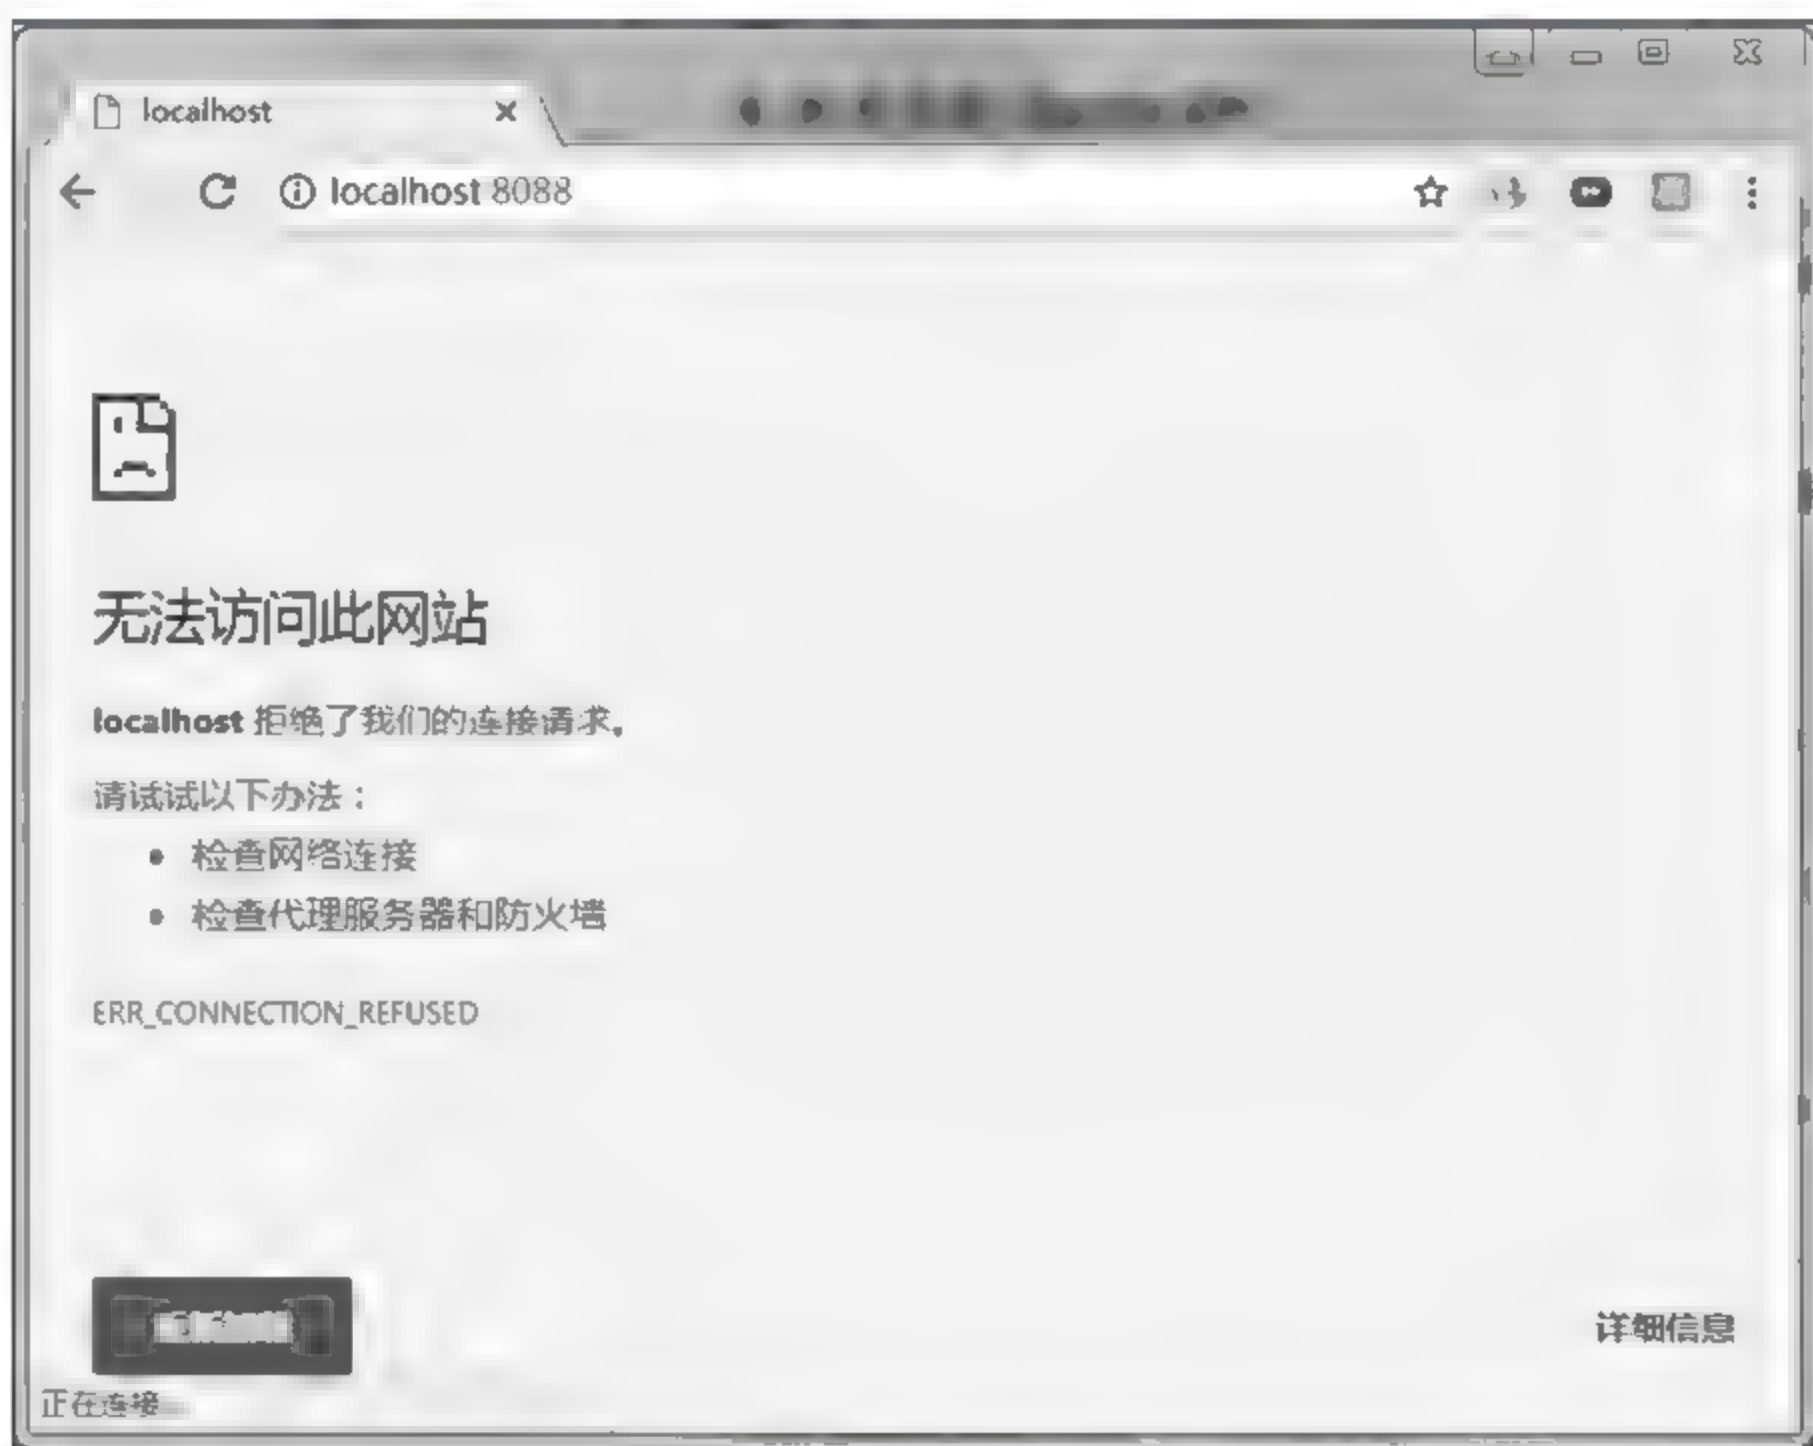 localhost
localhost 8088
无法访问此网站
localhost 拒绝了我们的连接请求。
请试试以下办法：
检查网络连接
检查代理服务器和防火墙
ERR_CONNECTION_REFUSED
详细信息
正在连接